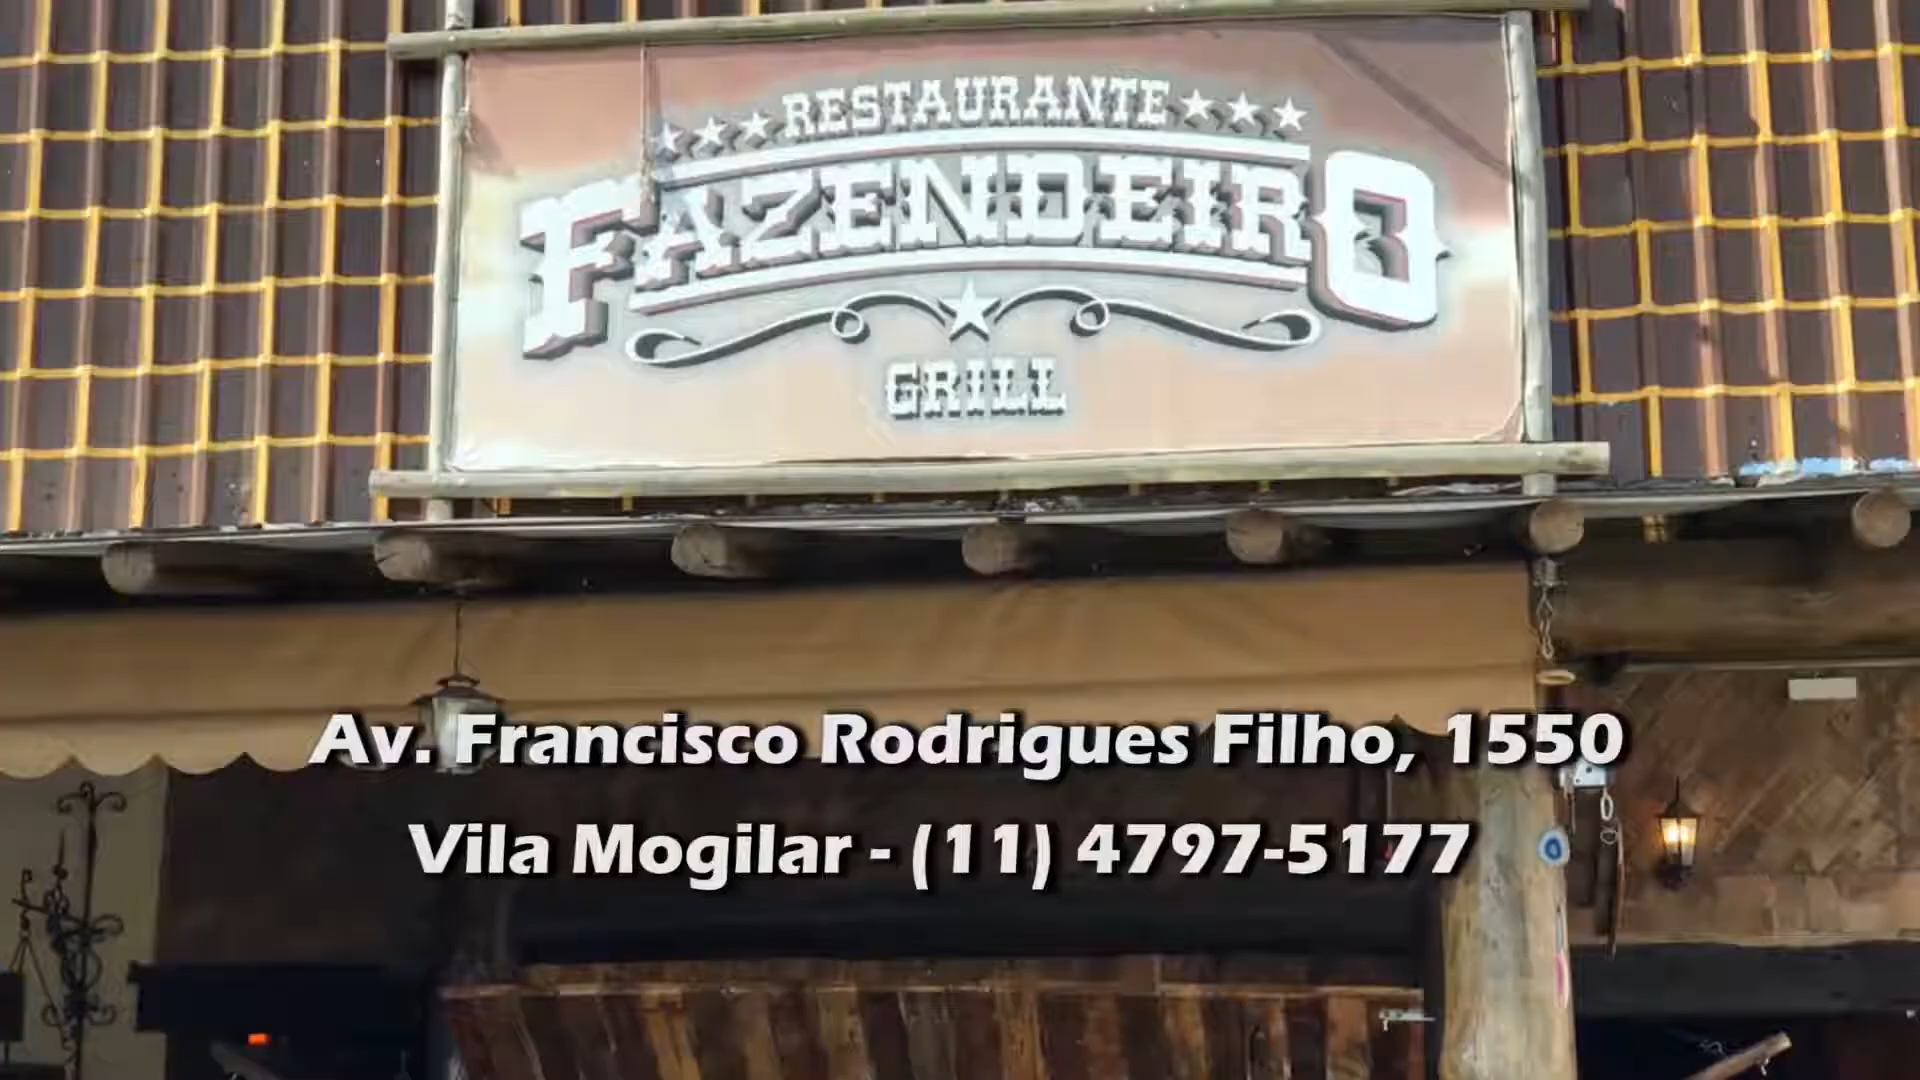 RESTAURANTE
FAZENDEIRO
GRILL
Av. Francisco Rodrigues Filho, 1550
Vila Mogilar - (11) 4797-5177